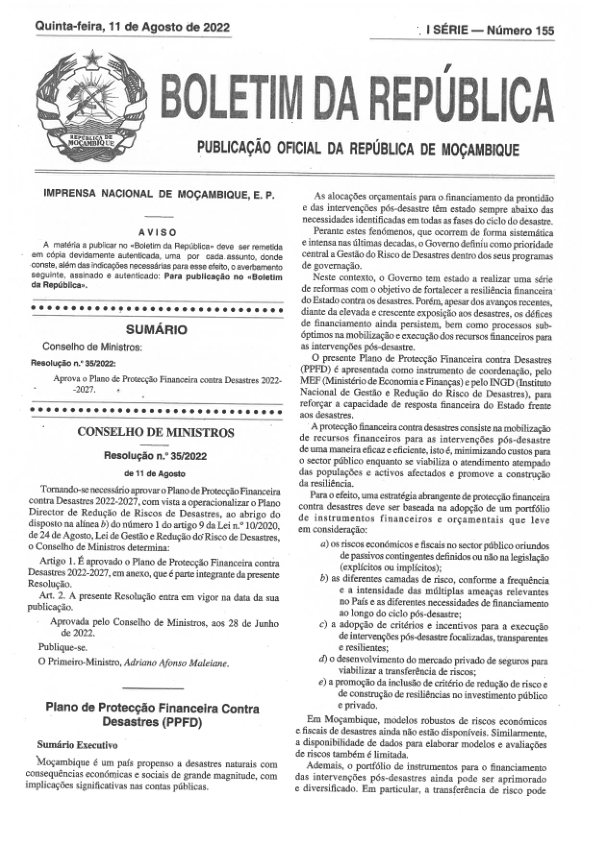 Quinta-feira, 11 de Agosto de 2022
I SÉRIE — Número 155
REPÚBLICA DE
MOÇAMBIQUE
BOLETIM DA REPÚBLICA
PUBLICAÇÃO OFICIAL DA REPÚBLICA DE MOÇAMBIQUE
IMPRENSA NACIONAL DE MOÇAMBIQUE, E. P.
AVISO
A matéria a publicar no «Boletim da República» deve ser remetida
em cópia devidamente autenticada, uma por cada assunto, donde
conste, além das indicações necessárias para esse efeito, o averbamento
seguinte, assinado e autenticado: Para publicação no «Boletim
da República».
SUMÁRIO
Conselho de Ministros:
Resolução n.º 35/2022:
Aprova o Plano de Protecção Financeira contra Desastres 2022-
-2027.
CONSELHO DE MINISTROS
Resolução n.º 35/2022
de 11 de Agosto
Tornando-se necessário aprovar o Plano de Protecção Financeira
contra Desastres 2022-2027, com vista a operacionalizar o Plano
Director de Redução de Riscos de Desastres, ao abrigo do
disposto na alínea b) do número 1 do artigo 9 da Lei n.º 10/2020,
de 24 de Agosto, Lei de Gestão e Redução do Risco de Desastres,
o Conselho de Ministros determina:
Artigo 1. É aprovado o Plano de Protecção Financeira contra
Desastres 2022-2027, em anexo, que é parte integrante da presente
Resolução.
Art. 2. A presente Resolução entra em vigor na data da sua
publicação.
Aprovada pelo Conselho de Ministros, aos 28 de Junho
de 2022.
Publique-se.
O Primeiro-Ministro, Adriano Afonso Maleiane.
Plano de Protecção Financeira Contra
Desastres (PPFD)
Sumário Executivo
Moçambique é um país propenso a desastres naturais com
consequências económicas e sociais de grande magnitude, com
implicações significativas nas contas públicas.
As alocações orçamentais para o financiamento da prontidão
e das intervenções pós-desastre têm estado sempre abaixo das
necessidades identificadas em todas as fases do ciclo do desastre.
Perante estes fenómenos, que ocorrem de forma sistemática
e intensa nas últimas decadas, o Governo definiu como prioridade
central a Gestão do Risco de Desastres dentro dos seus programas
de governação.
Neste contexto, o Governo tem estado a realizar uma série
de reformas com o objetivo de fortalecer a resiliência financeira
do Estado contra os desastres. Porém, apesar dos avanços recentes,
diante da elevada e crescente exposição aos desastres, os défices
de financiamento ainda persistem, bem como processos sub-
óptimos na mobilização e execução dos recursos financeiros para
as intervenções pós-desastre.
O presente Plano de Protecção Financeira contra Desastres
(PPFD) é apresentada como instrumento de coordenação, pelo
MEF (Ministério de Economia e Finanças) e pelo INGD (Instituto
Nacional de Gestão e Redução do Risco de Desastres), para
reforçar a capacidade de resposta financeira do Estado frente
aos desastres.
A protecção financeira contra desastres consiste na mobilização
de recursos financeiros para as intervenções pós-desastre
de uma maneira eficaz e eficiente, isto é, minimizando custos para
o sector público enquanto se viabiliza o atendimento atempado
das populações e activos afectados e promove a construção
da resiliência.
Para o efeito, uma estratégia abrangente de protecção financeira
contra desastres deve ser baseada na adopção de um portfólio
de instrumentos financeiros e orçamentais que leve
em consideração:
a) os riscos económicos e fiscais no sector público oriundos
de passivos contingentes definidos ou não na legislação
(explícitos ou implícitos);
b) as diferentes camadas de risco, conforme a frequência
e a intensidade das múltiplas ameaças relevantes
no País e as diferentes necessidades de financiamento
ao longo do ciclo pós-desastre;
c) a adopção de critérios e incentivos para a execução
de intervenções pós-desastre focalizadas, transparentes
e resilientes;
d) o desenvolvimento do mercado privado de seguros para
viabilizar a transferência de riscos;
e) a promoção da inclusão de critério de redução de risco e
de construção de resiliências no investimento público
e privado.
Em Moçambique, modelos robustos de riscos económicos
e fiscais de desastres ainda não estão disponíveis. Similarmente,
a disponibilidade de dados para elaborar modelos e avaliações
de riscos também é limitada.
Ademais, o portfólio de instrumentos para o financiamento
das intervenções pós-desastres ainda pode ser aprimorado
e diversificado. Em particular, a transferência de risco pode